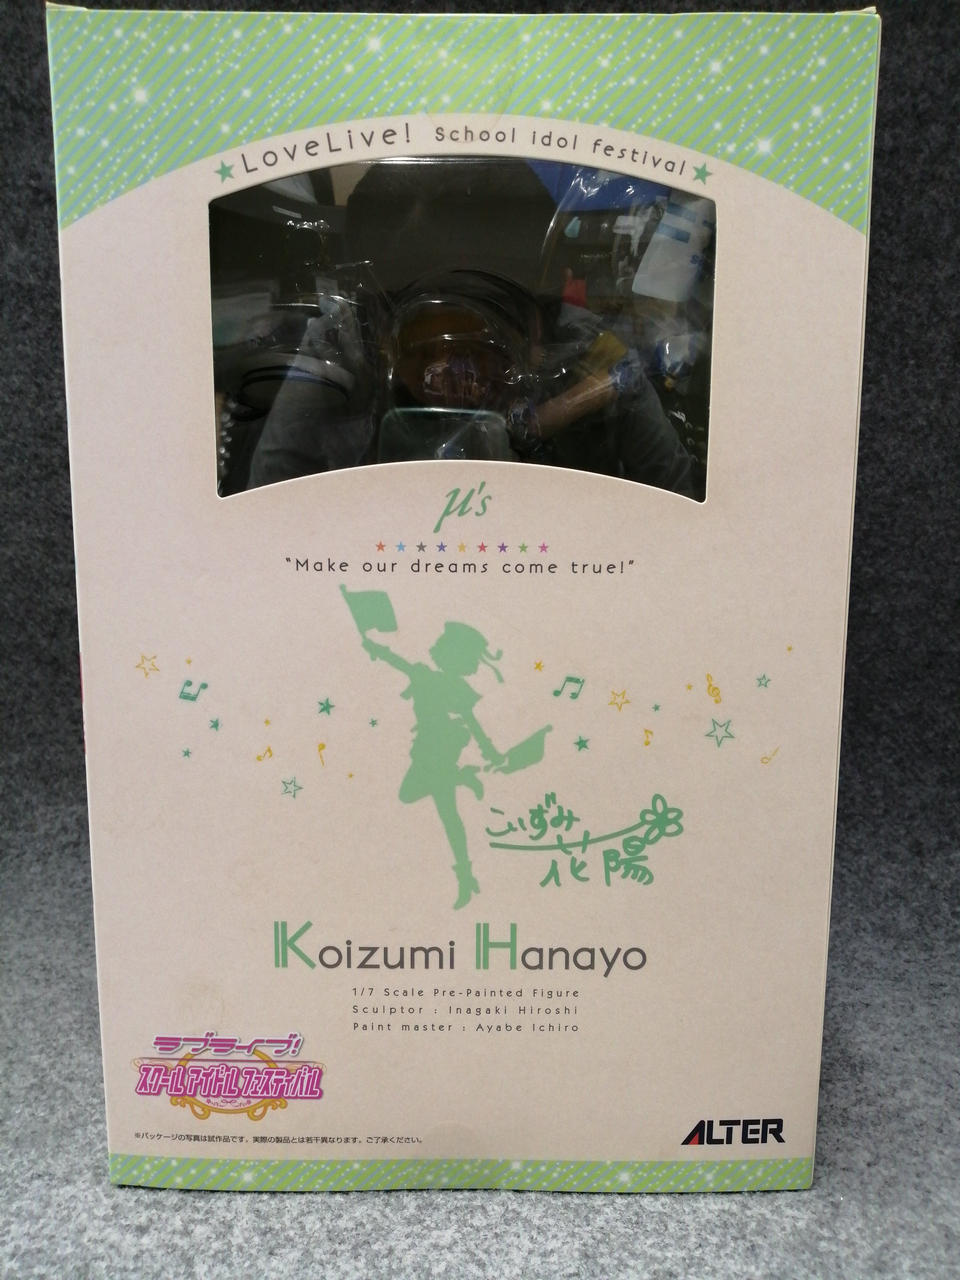 ★LoveLive! School idol festival★
μ's
"Make our dreams come true!"
こいずみ
花陽
Koizumi Hanayo
1/7 Scale Pre-Painted Figure
Sculptor : Inagaki Hiroshi
Paint master : Ayabe Ichiro
ラブライブ!
スクールアイドルフェスティバル
※パッケージの写真は試作品です。実際の製品とは若干異なります。ご了承ください。
ALTER